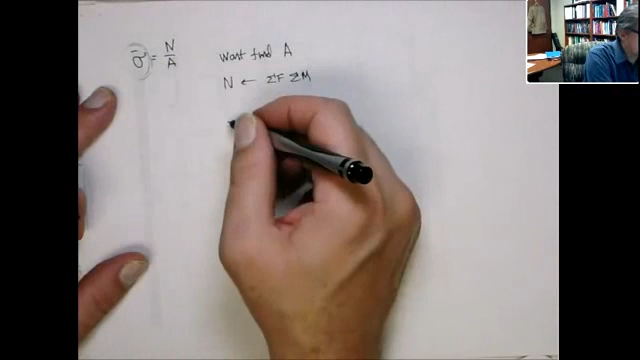 σ̄ = N/A want find A
N ← ΣF ΣM